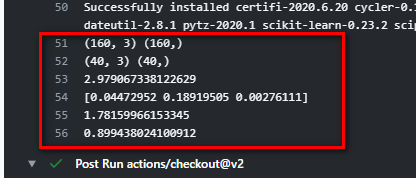 50 Successfully installed certifi-2020.6.20 cycler-0.
dateutil-2.8.1 pytz-2020.1 scikit-learn-0.23.2 scip
51 (160, 3) (160,)
52 (40, 3) (40,)
53 2.979067338122629
54 [0.04472952 0.18919505 0.00276111]
55 1.78159966153345
56 0.899438024100912
Post Run actions/checkout@v2